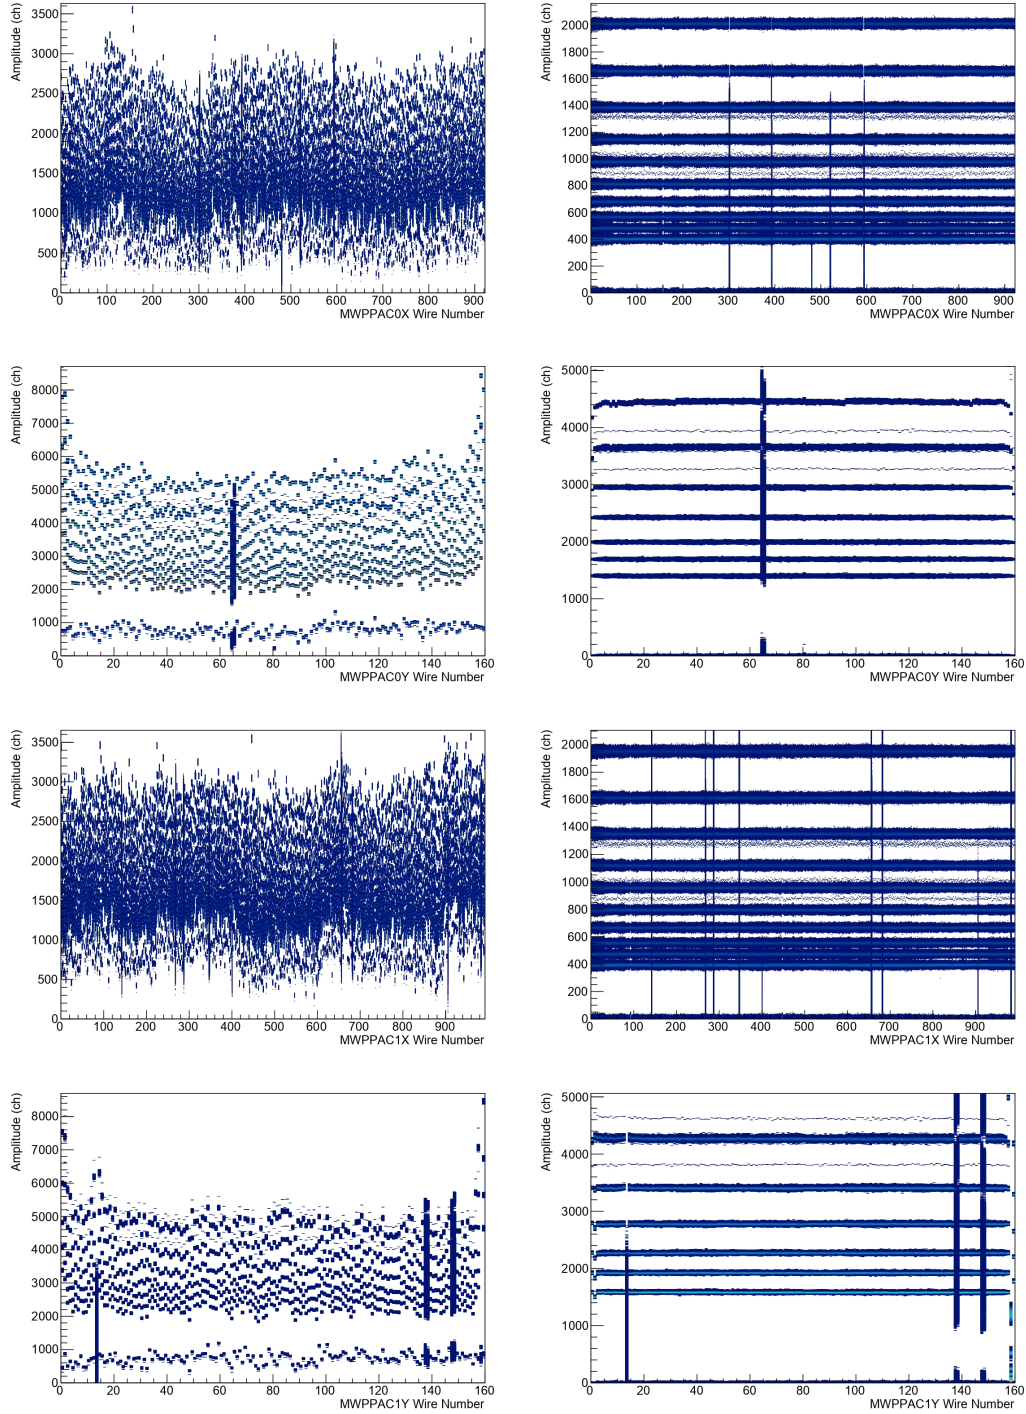 Amplitude (ch)
3500
3000
2500
2000
1500
1000
500
0
0 100 200 300 400 500 600 700 800 900
MWPPAC0X Wire Number
Amplitude (ch)
2000
1800
1600
1400
1200
1000
800
600
400
200
0
0 100 200 300 400 500 600 700 800 900
MWPPAC0X Wire Number
Amplitude (ch)
8000
7000
6000
5000
4000
3000
2000
1000
0
0 20 40 60 80 100 120 140 160
MWPPAC0Y Wire Number
Amplitude (ch)
5000
4000
3000
2000
1000
0
0 20 40 60 80 100 120 140 160
MWPPAC0Y Wire Number
Amplitude (ch)
3500
3000
2500
2000
1500
1000
500
0
0 100 200 300 400 500 600 700 800 900
MWPPAC1X Wire Number
Amplitude (ch)
2000
1800
1600
1400
1200
1000
800
600
400
200
0
0 100 200 300 400 500 600 700 800 900
MWPPAC1X Wire Number
Amplitude (ch)
8000
7000
6000
5000
4000
3000
2000
1000
0
0 20 40 60 80 100 120 140 160
MWPPAC1Y Wire Number
Amplitude (ch)
5000
4000
3000
2000
1000
0
0 20 40 60 80 100 120 140 160
MWPPAC1Y Wire Number